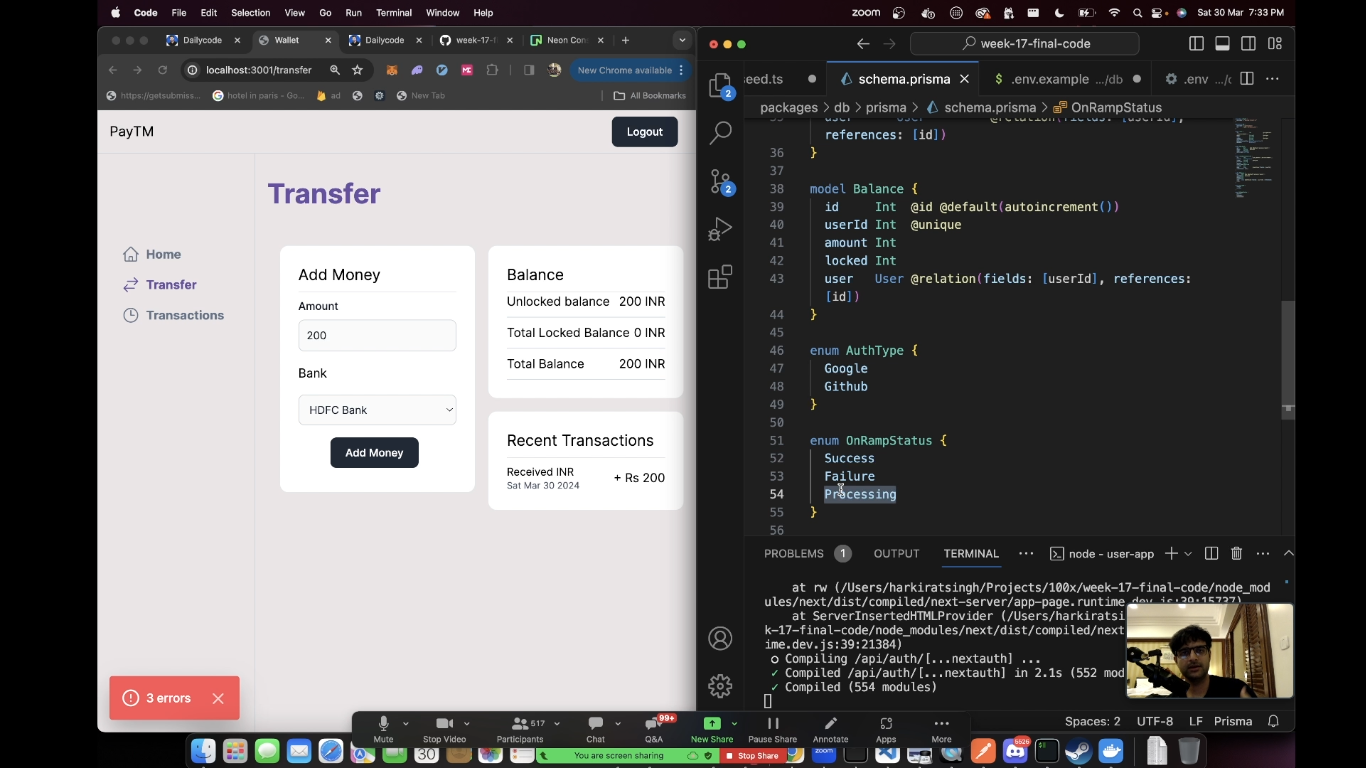 Code File Edit Selection View Go Run Terminal Window Help
zoom
Sat 30 Mar 7:33 PM
Dailycode
Wallet
Dailycode
week-17-f
Neon Con
localhost:3001/transfer
New Chrome available
https://getsubmiss...
hotel in paris - Go...
ad
New Tab
All Bookmarks
PayTM
Logout
Transfer
Home
Transfer
Transactions
Add Money
Amount
200
Bank
HDFC Bank
Add Money
Balance
Unlocked balance 200 INR
Total Locked Balance 0 INR
Total Balance 200 INR
Recent Transactions
Received INR
Sat Mar 30 2024
+ Rs 200
3 errors
week-17-final-code
seed.ts
schema.prisma
$ .env.example .../db
.env .../c
packages > db > prisma > schema.prisma > OnRampStatus
35 user User @relation(fields: [userId],
references: [id])
36 }
37
38 model Balance {
39 id Int @id @default(autoincrement())
40 userId Int @unique
41 amount Int
42 locked Int
43 user User @relation(fields: [userId], references:
[id])
44 }
45
46 enum AuthType {
47 Google
48 Github
49 }
50
51 enum OnRampStatus {
52 Success
53 Failure
54 Processing
55 }
56
2
2
PROBLEMS 1 OUTPUT TERMINAL ... node - user-app
at rw (/Users/harkiratsingh/Projects/100x/week-17-final-code/node_mod
ules/next/dist/compiled/next-server/app-page.runtime.dev.js:39:15737)
at ServerInsertedHTMLProvider (/Users/harkiratsi
k-17-final-code/node_modules/next/dist/compiled/next
ime.dev.js:39:21384)
○ Compiling /api/auth/[...nextauth] ...
✓ Compiled /api/auth/[...nextauth] in 2.1s (552 mod
✓ Compiled (554 modules)
Spaces: 2 UTF-8 LF Prisma
Mute
Stop Video
517
Participants
Chat
99+
Q&A
New Share
Pause Share
Annotate
Apps
More
You are screen sharing
Stop Share
30
zoom